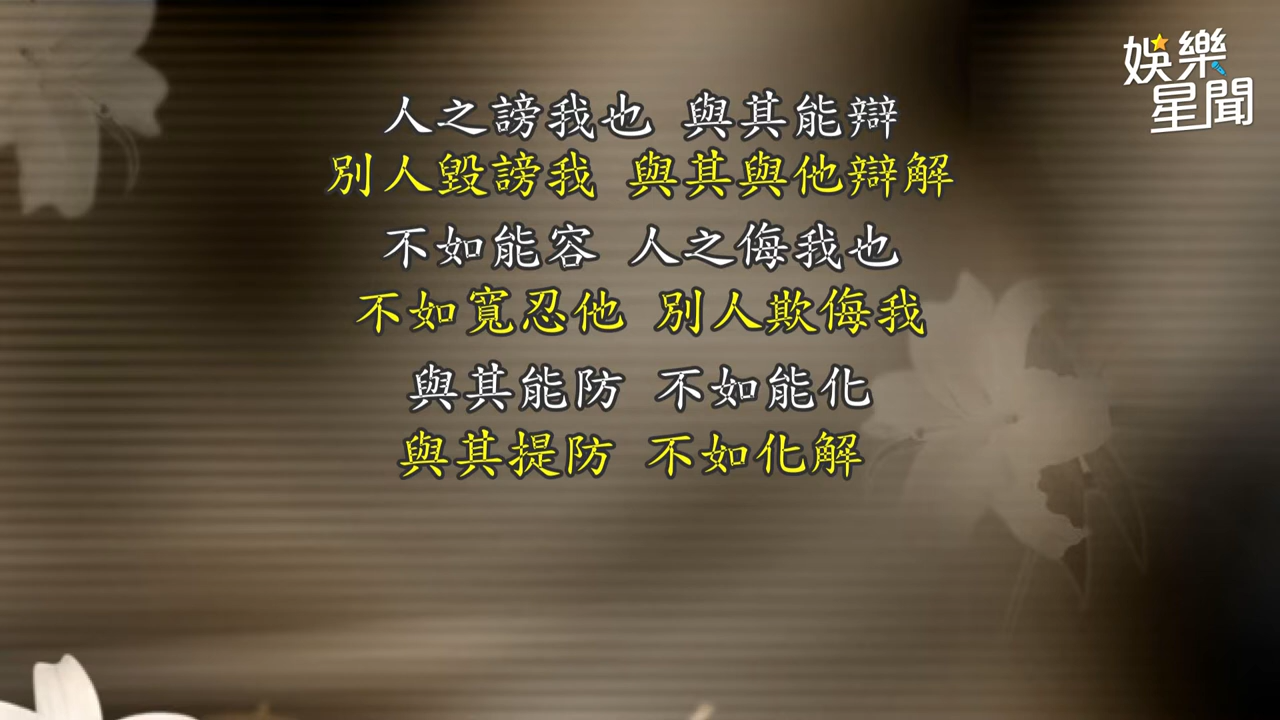 娛樂
星聞
人之謗我也 與其能辯
別人毀謗我 與其與他辯解
不如能容 人之侮我也
不如寬忍他 別人欺侮我
與其能防 不如能化
與其提防 不如化解